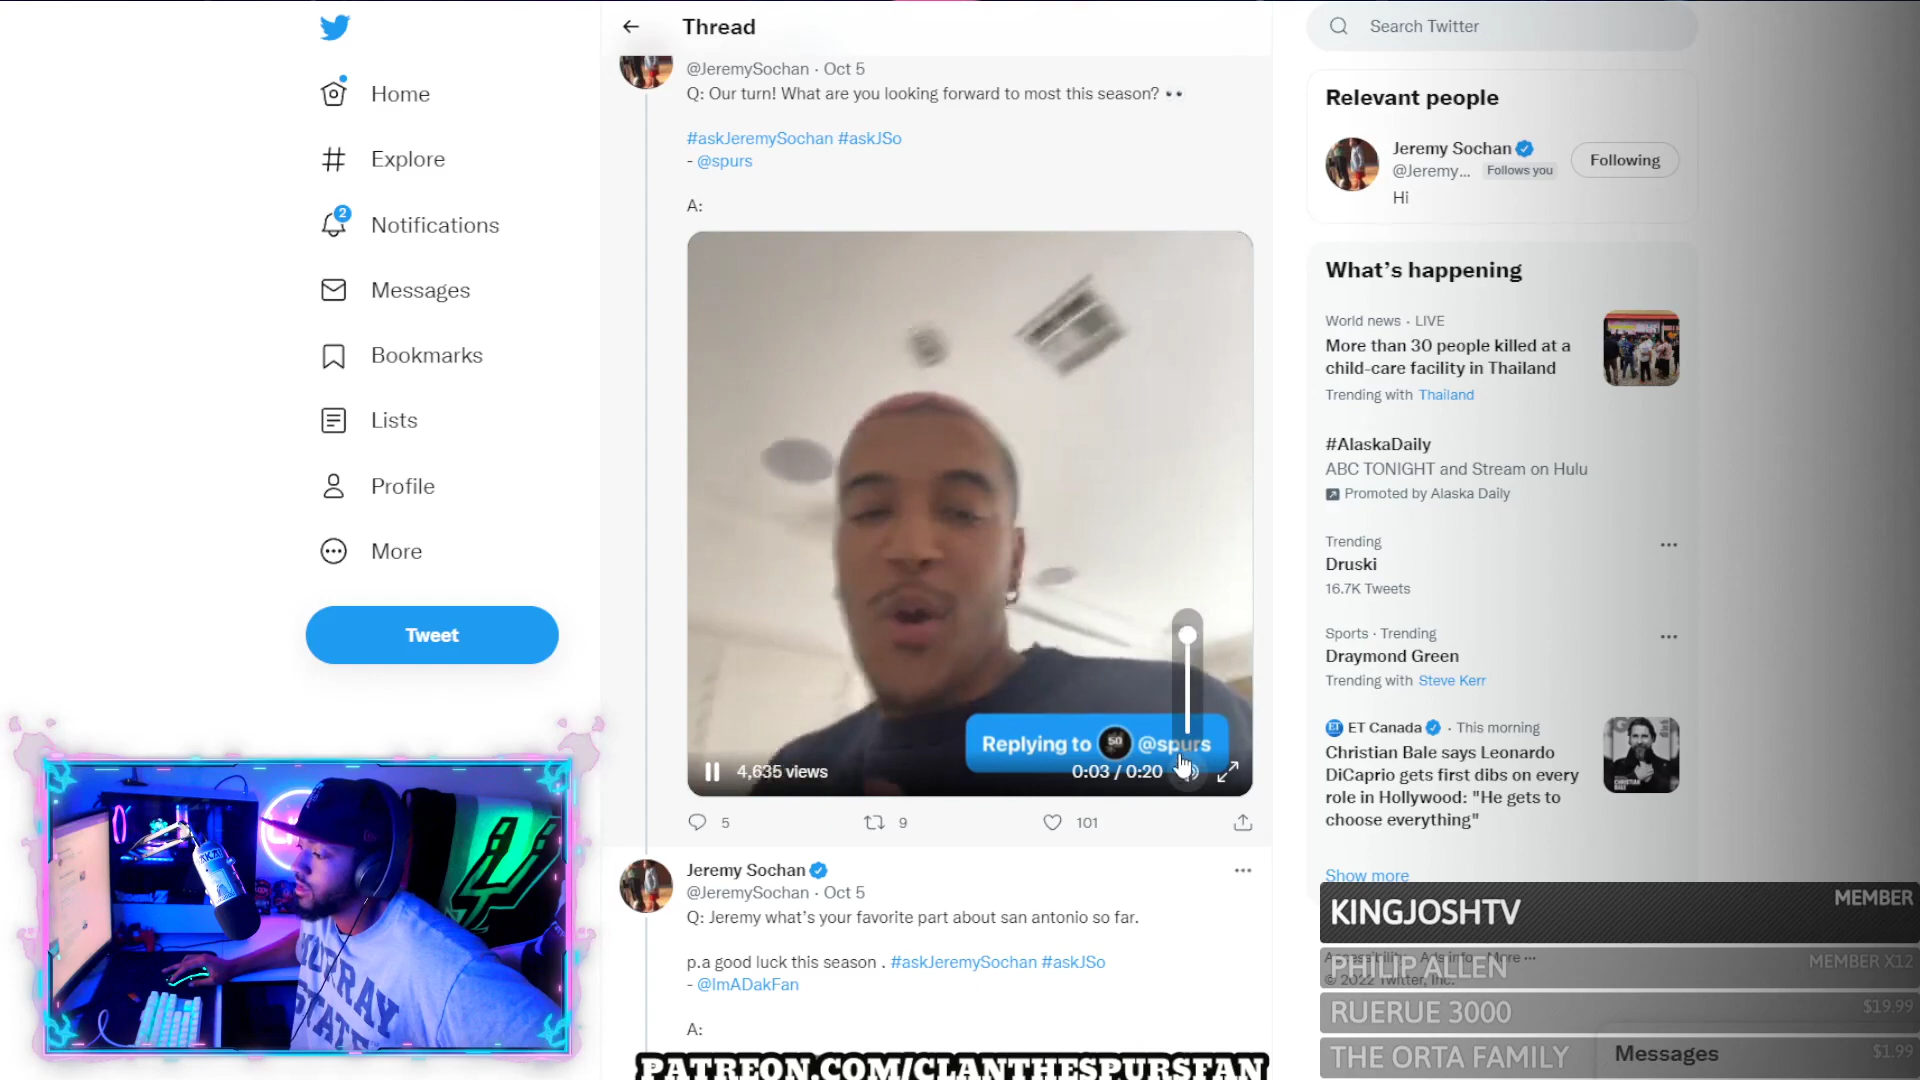 Home
Explore
2
Notifications
Messages
Bookmarks
Lists
Profile
More
Tweet
Thread
@JeremySochan · Oct 5
Q: Our turn! What are you looking forward to most this season? 👀
#askJeremySochan #askJSo
- @spurs
A:
Replying to 50 @spurs
4,635 views
0:03 / 0:20
5
9
101
Jeremy Sochan
@JeremySochan · Oct 5
Q: Jeremy what's your favorite part about san antonio so far.
p.a good luck this season . #askJeremySochan #askJSo
- @ImADakFan
A:
PATREON.COM/CLANTHESPURSFAN
Search Twitter
Relevant people
Jeremy Sochan
@Jeremy... Follows you
Following
Hi
What's happening
World news · LIVE
More than 30 people killed at a
child-care facility in Thailand
Trending with Thailand
#AlaskaDaily
ABC TONIGHT and Stream on Hulu
Promoted by Alaska Daily
Trending
Druski
16.7K Tweets
Sports · Trending
Draymond Green
Trending with Steve Kerr
ET Canada · This morning
Christian Bale says Leonardo
DiCaprio gets first dibs on every
role in Hollywood: "He gets to
choose everything"
Show more
KINGJOSHTV MEMBER
PHILIP ALLEN MEMBER X12
© 2022 Twitter, Inc.
RUERUE 3000 $19.99
THE ORTA FAMILY $1.99
Messages
MURRAY
STATE
AKAI